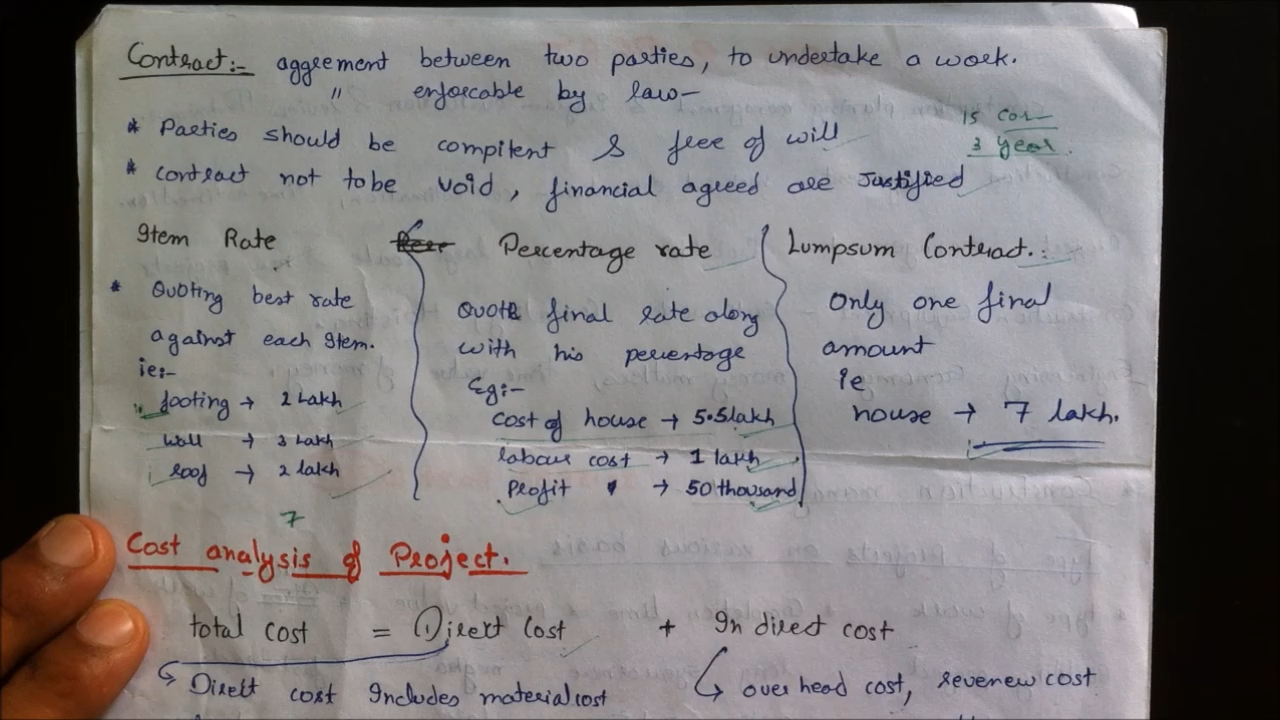 Contract:- aggreement between two parties, to undertake a work.
" enforcable by law-
* Parties should be compitent & free of will
15 cor
3 year
* contract not to be void, financial agreed are Justified
Item Rate
* Quoting best rate
against each Item.
ie:-
footing → 2 Lakh
wall → 3 Lakh
roof → 2 lakh
7
Percentage rate
Quote final rate along
with his percentage
Eg:-
cost of house → 5.5 lakh
labour cost → 1 lakh
Profit → 50 thousand
Lumpsum Contract.:
Only one final
amount
ie
house → 7 lakh.
Cost analysis of Project.
total cost = Direct cost + In direct cost
Direct cost Includes material cost
over head cost, revenew cost